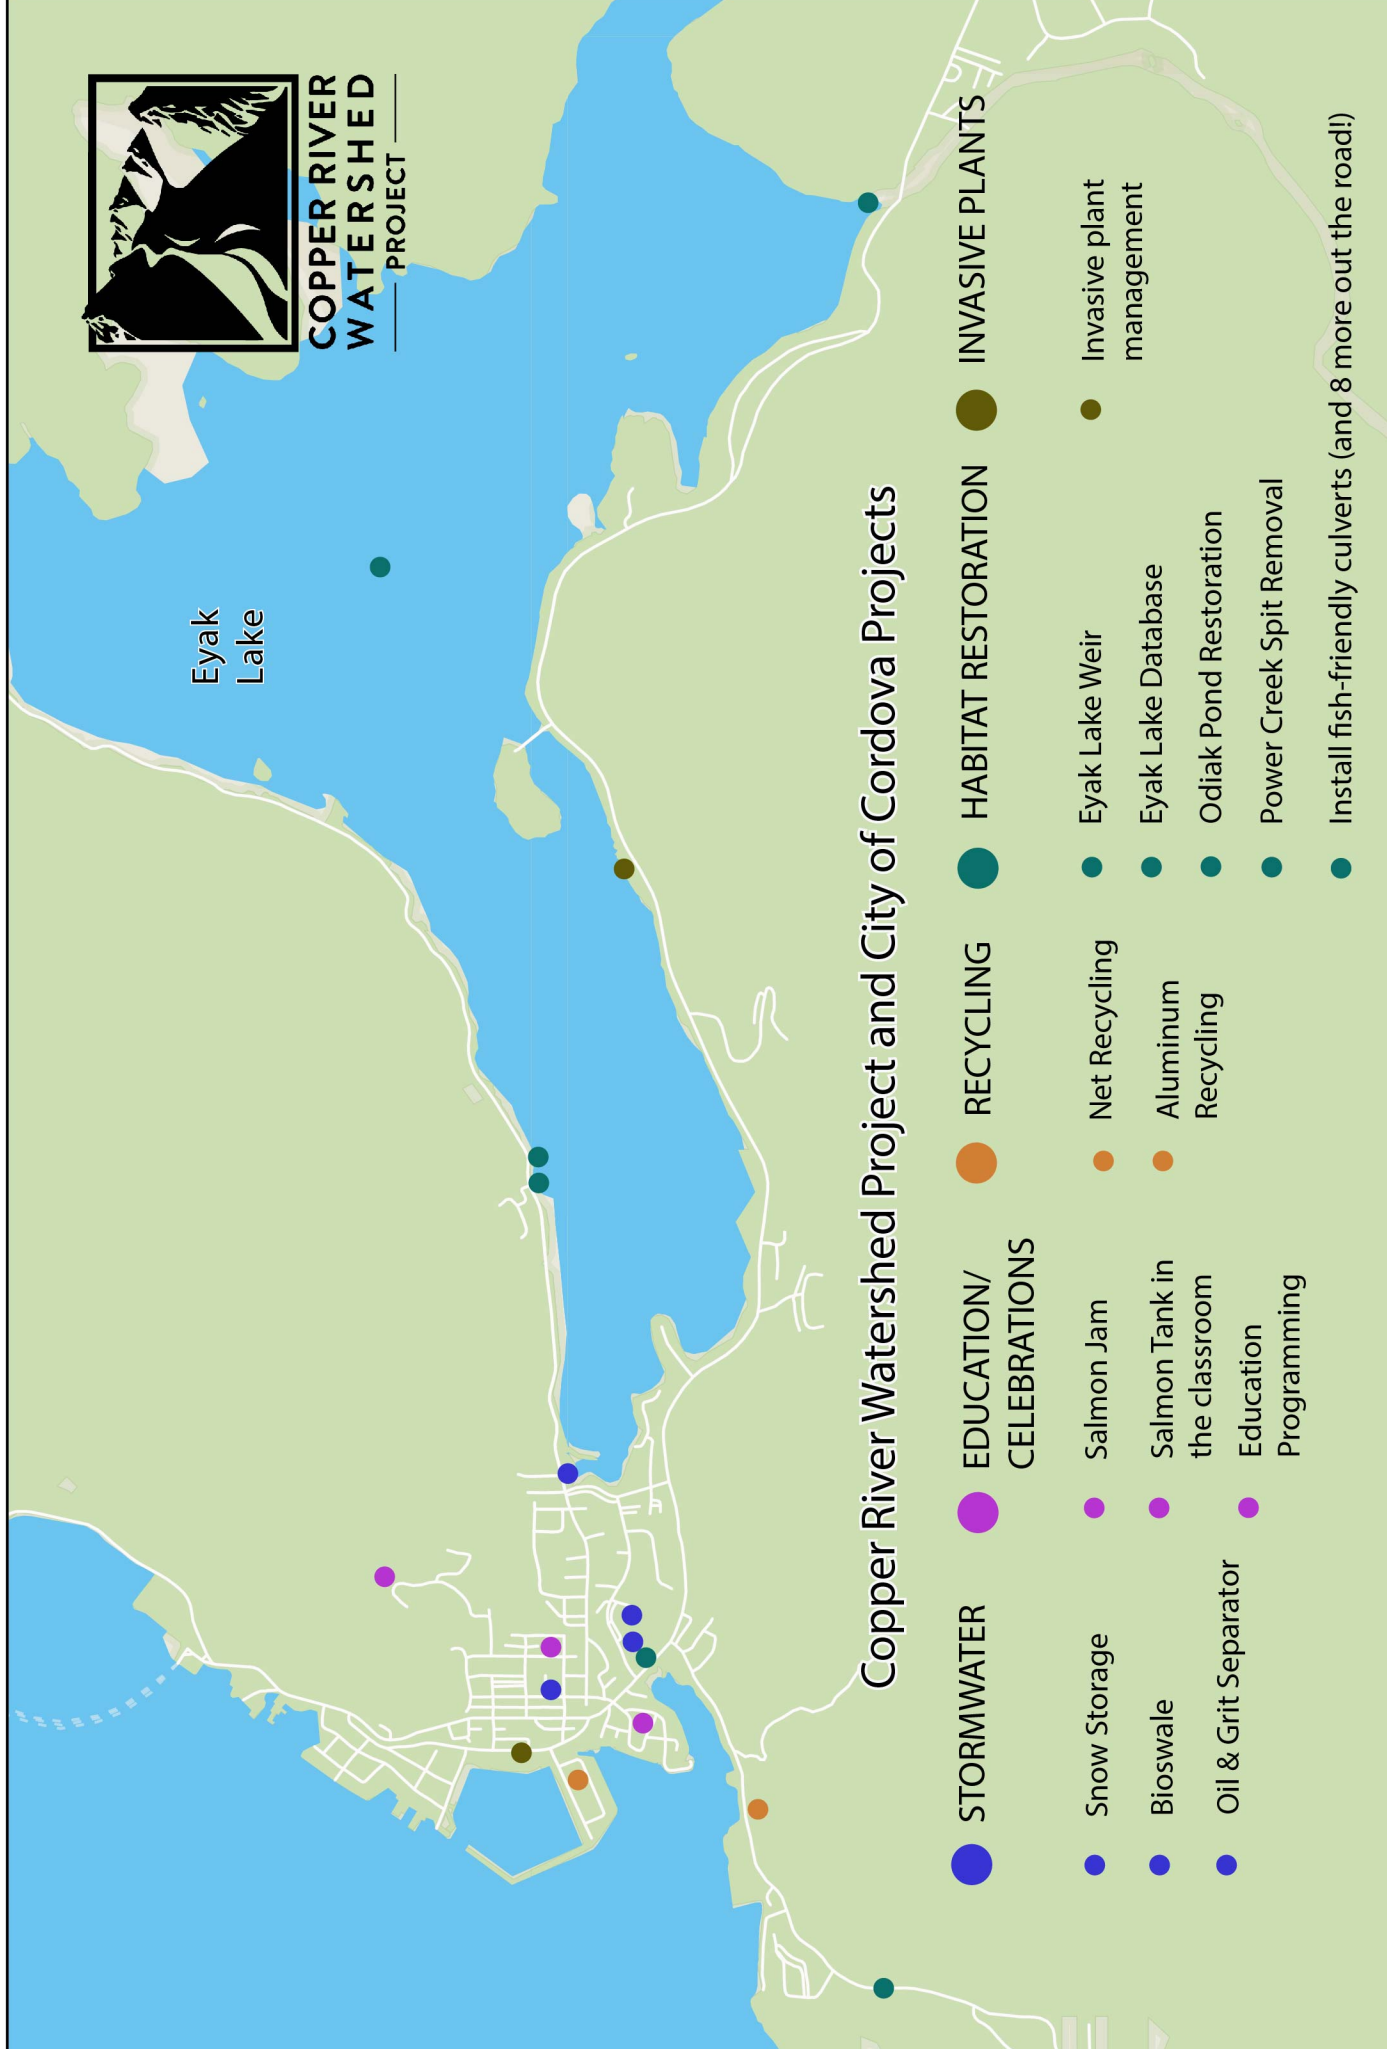 COPPER RIVER
WATERSHED
PROJECT
Eyak
Lake
Copper River Watershed Project and City of Cordova Projects
STORMWATER
Snow Storage
Bioswale
Oil & Grit Separator
EDUCATION/
CELEBRATIONS
Salmon Jam
Salmon Tank in
the classroom
Education
Programming
RECYCLING
Net Recycling
Aluminum
Recycling
HABITAT RESTORATION
Eyak Lake Weir
Eyak Lake Database
Odiak Pond Restoration
Power Creek Spit Removal
Install fish-friendly culverts (and 8 more out the road!)
INVASIVE PLANTS
Invasive plant
management